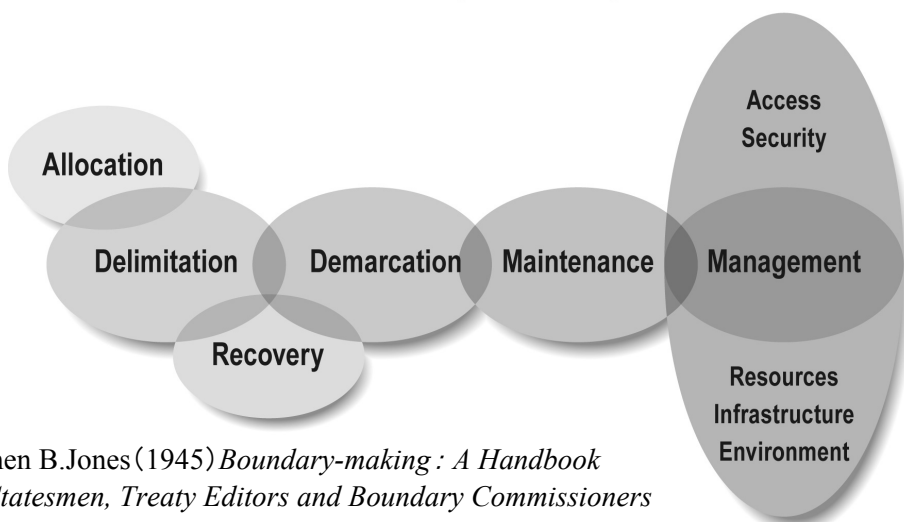 Allocation
Delimitation
Demarcation
Maintenance
Management
Recovery
Access
Security
Resources
Infrastructure
Environment
B.Jones(1945)Boundary-making : A Handbook
Treaty Editors and Boundary Commissioners